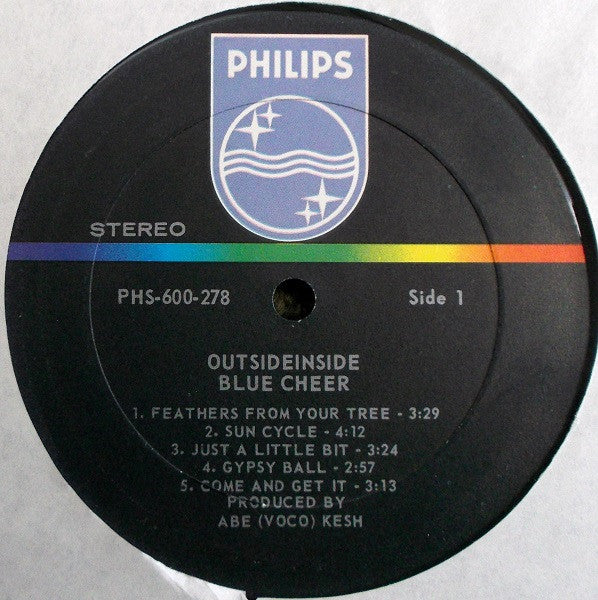 PHILIPS
STEREO
PHS-600-278
Side 1
OUTSIDEINSIDE
BLUE CHEER
1. FEATHERS FROM YOUR TREE - 3:29
2. SUN CYCLE - 4:12
3. JUST A LITTLE BIT - 3:24
4. GYPSY BALL - 2:57
5. COME AND GET IT - 3:13
PRODUCED BY
ABE (VOCO) KESH